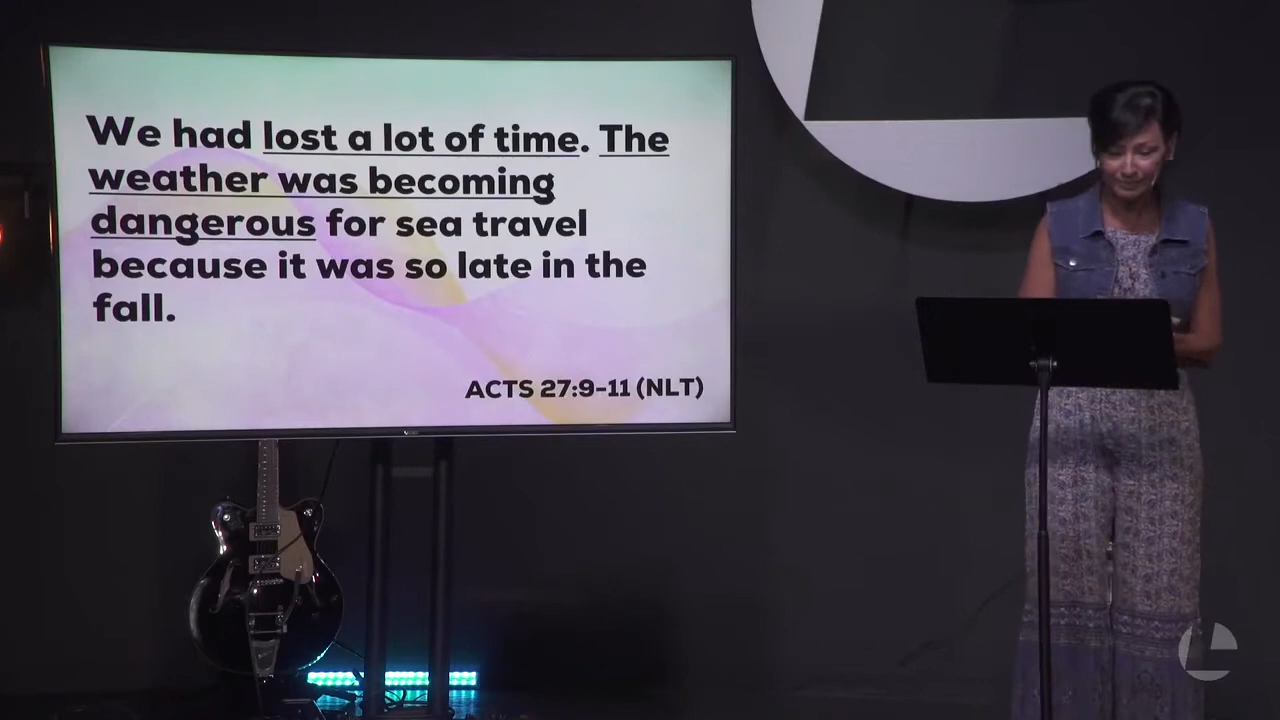 We had lost a lot of time. The
weather was becoming
dangerous for sea travel
because it was so late in the
fall.
ACTS 27:9-11 (NLT)